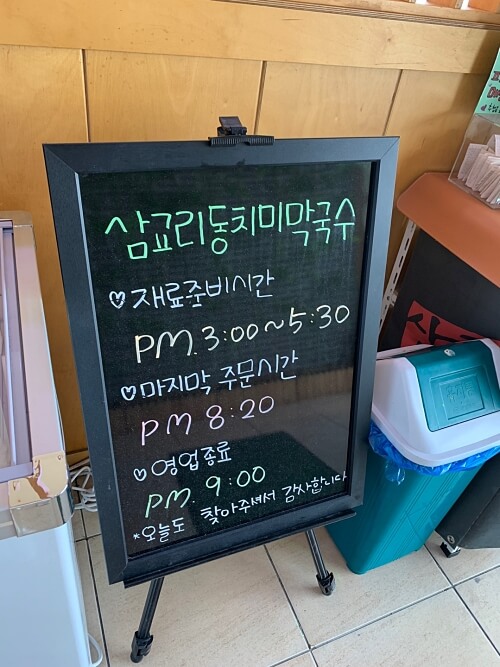 삼교리동치미막국수
♡재료준비시간
PM.3:00~5:30
♡마지막 주문시간
PM 8:20
♡영업종료
PM. 9:00
*오늘도 찾아주셔서 감사합니다